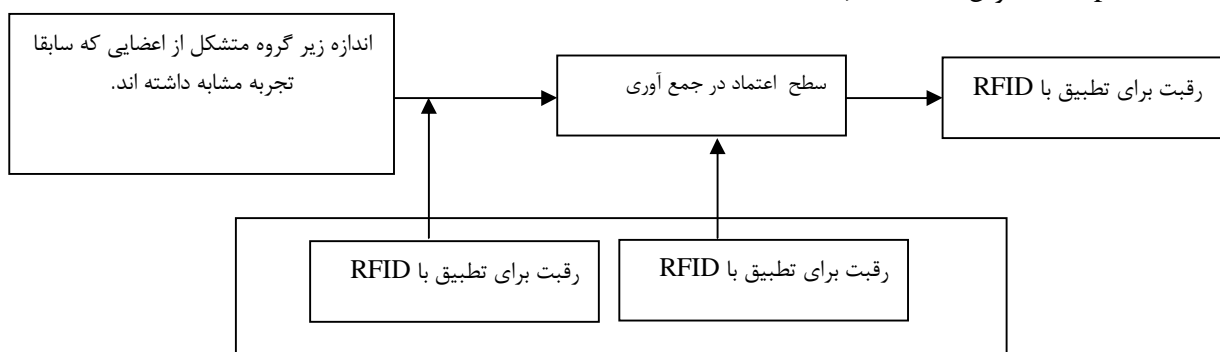 اندازه زیر گروه متشکل از اعضایی که سابقا
تجربه مشابه داشته اند.
سطح اعتماد در جمع آوری
رقبت برای تطبیق با RFID
رقبت برای تطبیق با RFID
رقبت برای تطبیق با RFID